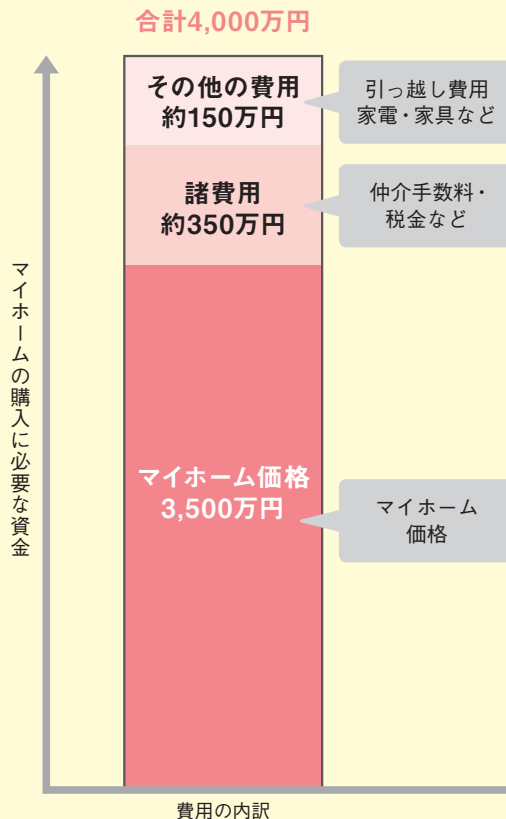 合計4,000万円
その他の費用
約150万円
引っ越し費用
家電・家具など
諸費用
約350万円
仲介手数料・
税金など
マイホームの購入に必要な資金
マイホーム価格
3,500万円
マイホーム
価格
費用の内訳